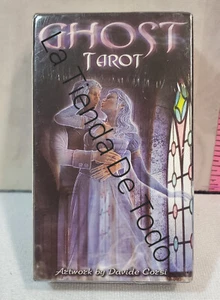 GHOST
TAROT
La Tienda De Todo
Artwork by Davide Corsi